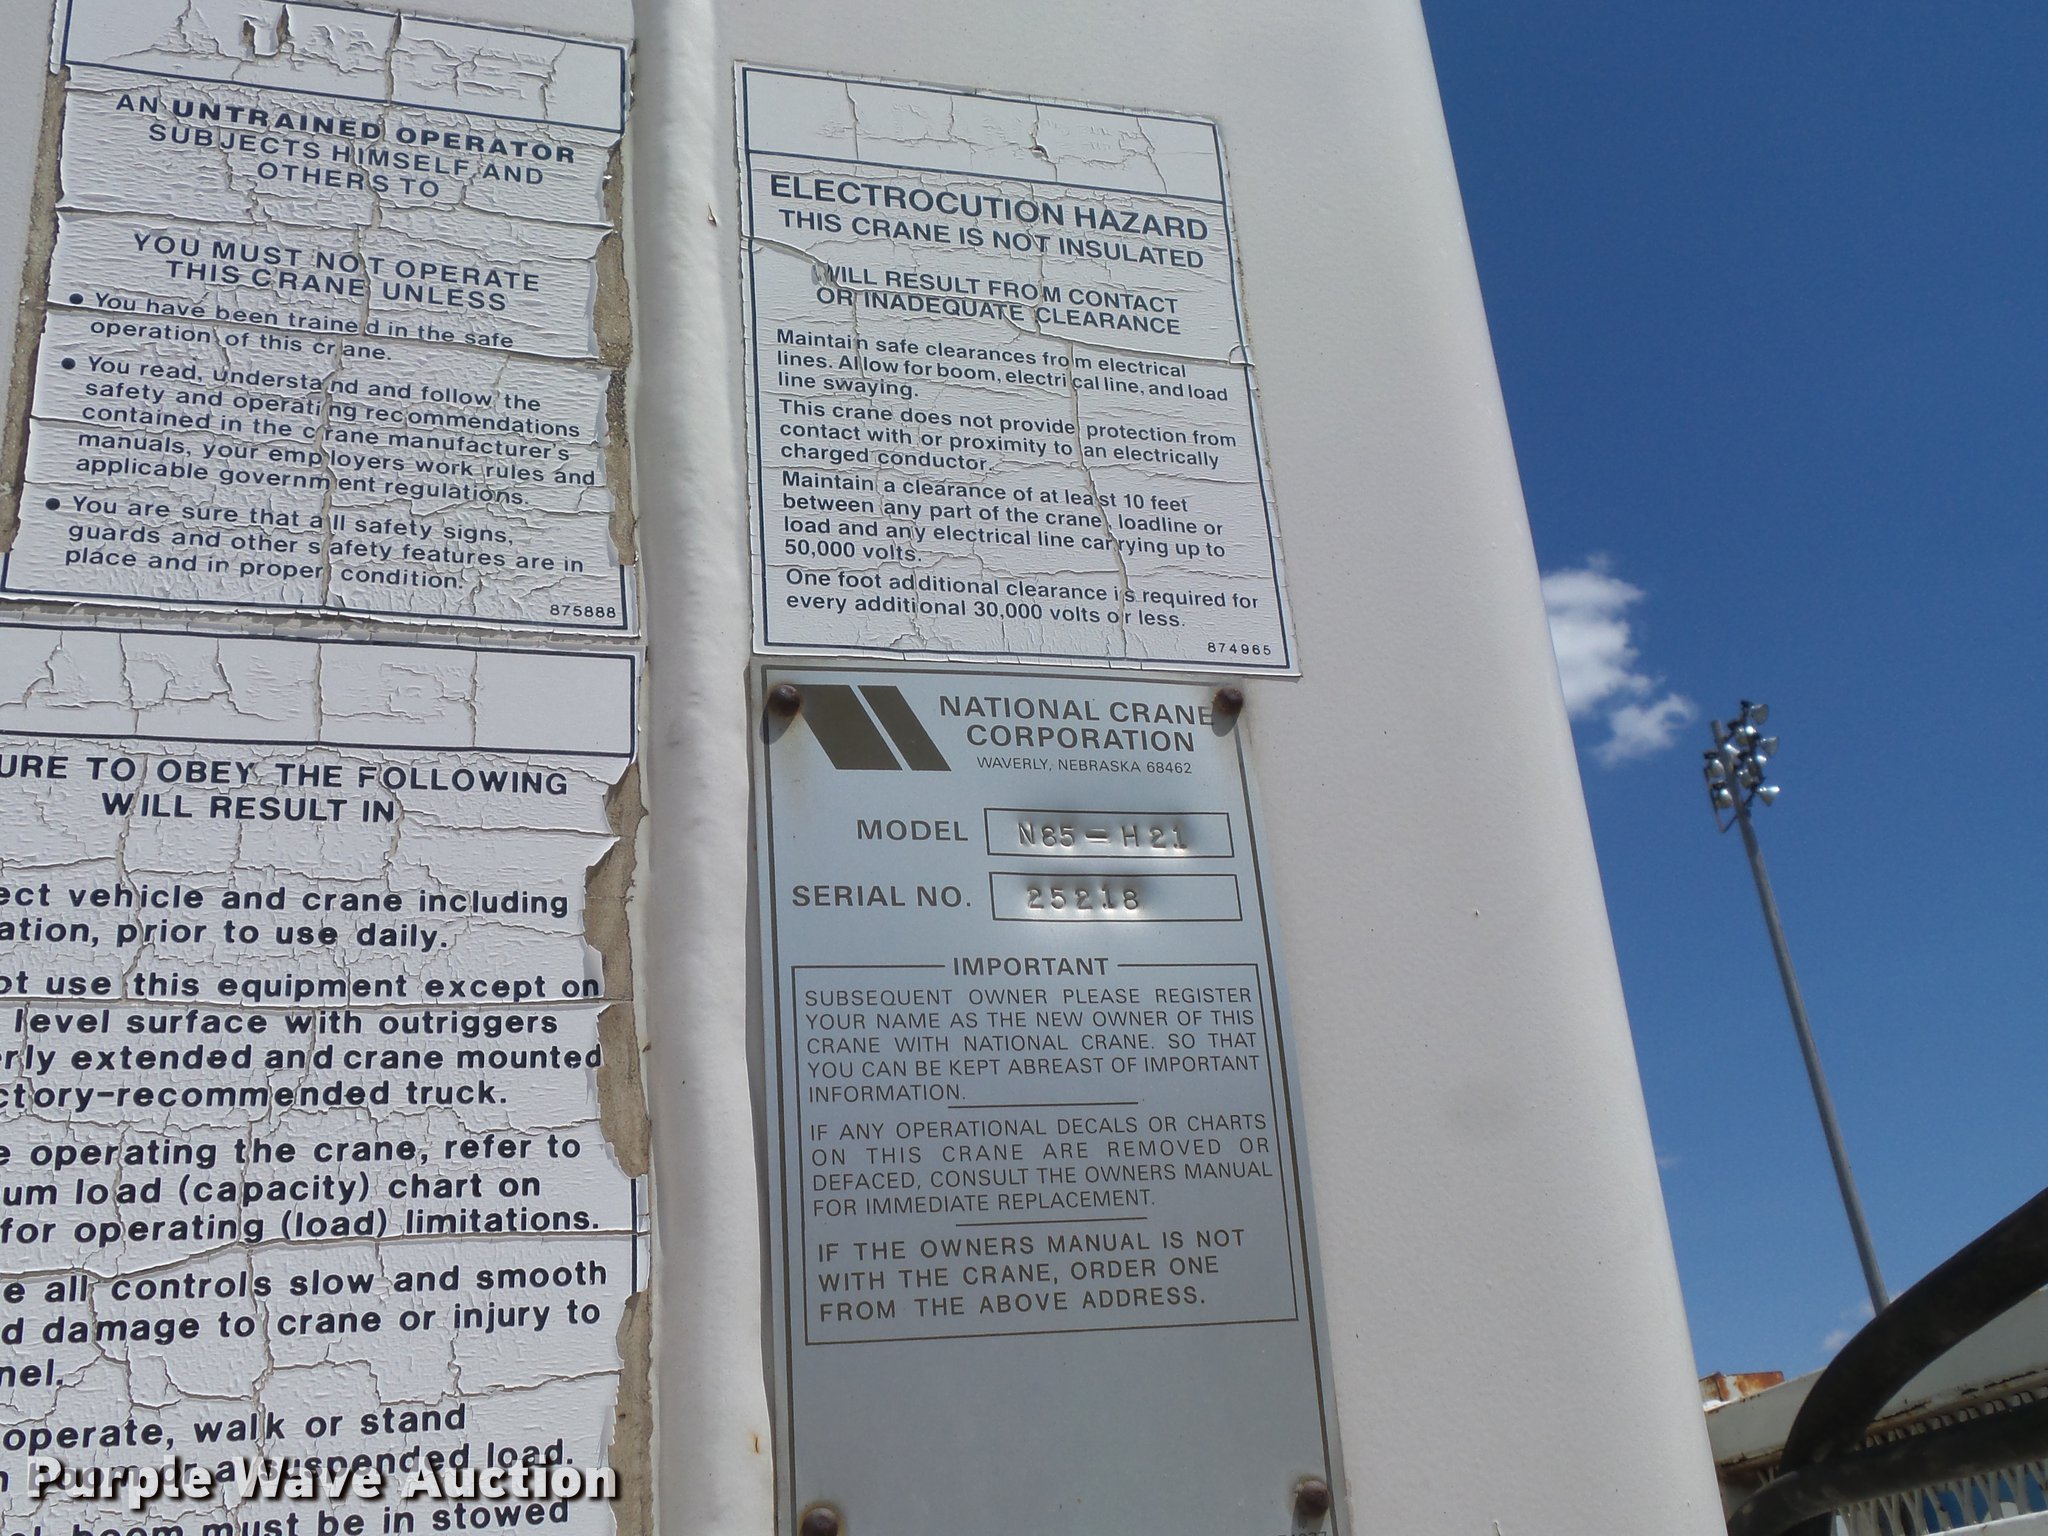 AN UNTRAINED OPERATOR
SUBJECTS HIMSELF AND
OTHERS TO
YOU MUST NOT OPERATE
THIS CRANE UNLESS
• You have been trained in the safe
operation of this crane.
• You read, understand and follow the
safety and operating recommendations
contained in the crane manufacturer's
manuals, your employers work rules and
applicable government regulations.
• You are sure that all safety signs,
guards and other safety features are in
place and in proper condition.
875888
URE TO OBEY THE FOLLOWING
WILL RESULT IN
ect vehicle and crane including
ation, prior to use daily.
ot use this equipment except on
level surface with outriggers
erly extended and crane mounted
ctory-recommended truck.
e operating the crane, refer to
um load (capacity) chart on
for operating (load) limitations.
e all controls slow and smooth
d damage to crane or injury to
nel.
operate, walk or stand
boom or a suspended load.
boom must be in stowed
ELECTROCUTION HAZARD
THIS CRANE IS NOT INSULATED
WILL RESULT FROM CONTACT
OR INADEQUATE CLEARANCE
Maintain safe clearances from electrical
lines. Allow for boom, electrical line, and load
line swaying.
This crane does not provide protection from
contact with or proximity to an electrically
charged conductor.
Maintain a clearance of at least 10 feet
between any part of the crane, loadline or
load and any electrical line carrying up to
50,000 volts.
One foot additional clearance is required for
every additional 30,000 volts or less.
874965
NATIONAL CRANE
CORPORATION
WAVERLY, NEBRASKA 68462
MODEL N85-H21
SERIAL NO. 25218
IMPORTANT
SUBSEQUENT OWNER PLEASE REGISTER
YOUR NAME AS THE NEW OWNER OF THIS
CRANE WITH NATIONAL CRANE. SO THAT
YOU CAN BE KEPT ABREAST OF IMPORTANT
INFORMATION.
IF ANY OPERATIONAL DECALS OR CHARTS
ON THIS CRANE ARE REMOVED OR
DEFACED, CONSULT THE OWNERS MANUAL
FOR IMMEDIATE REPLACEMENT.
IF THE OWNERS MANUAL IS NOT
WITH THE CRANE, ORDER ONE
FROM THE ABOVE ADDRESS.
Purple Wave Auction